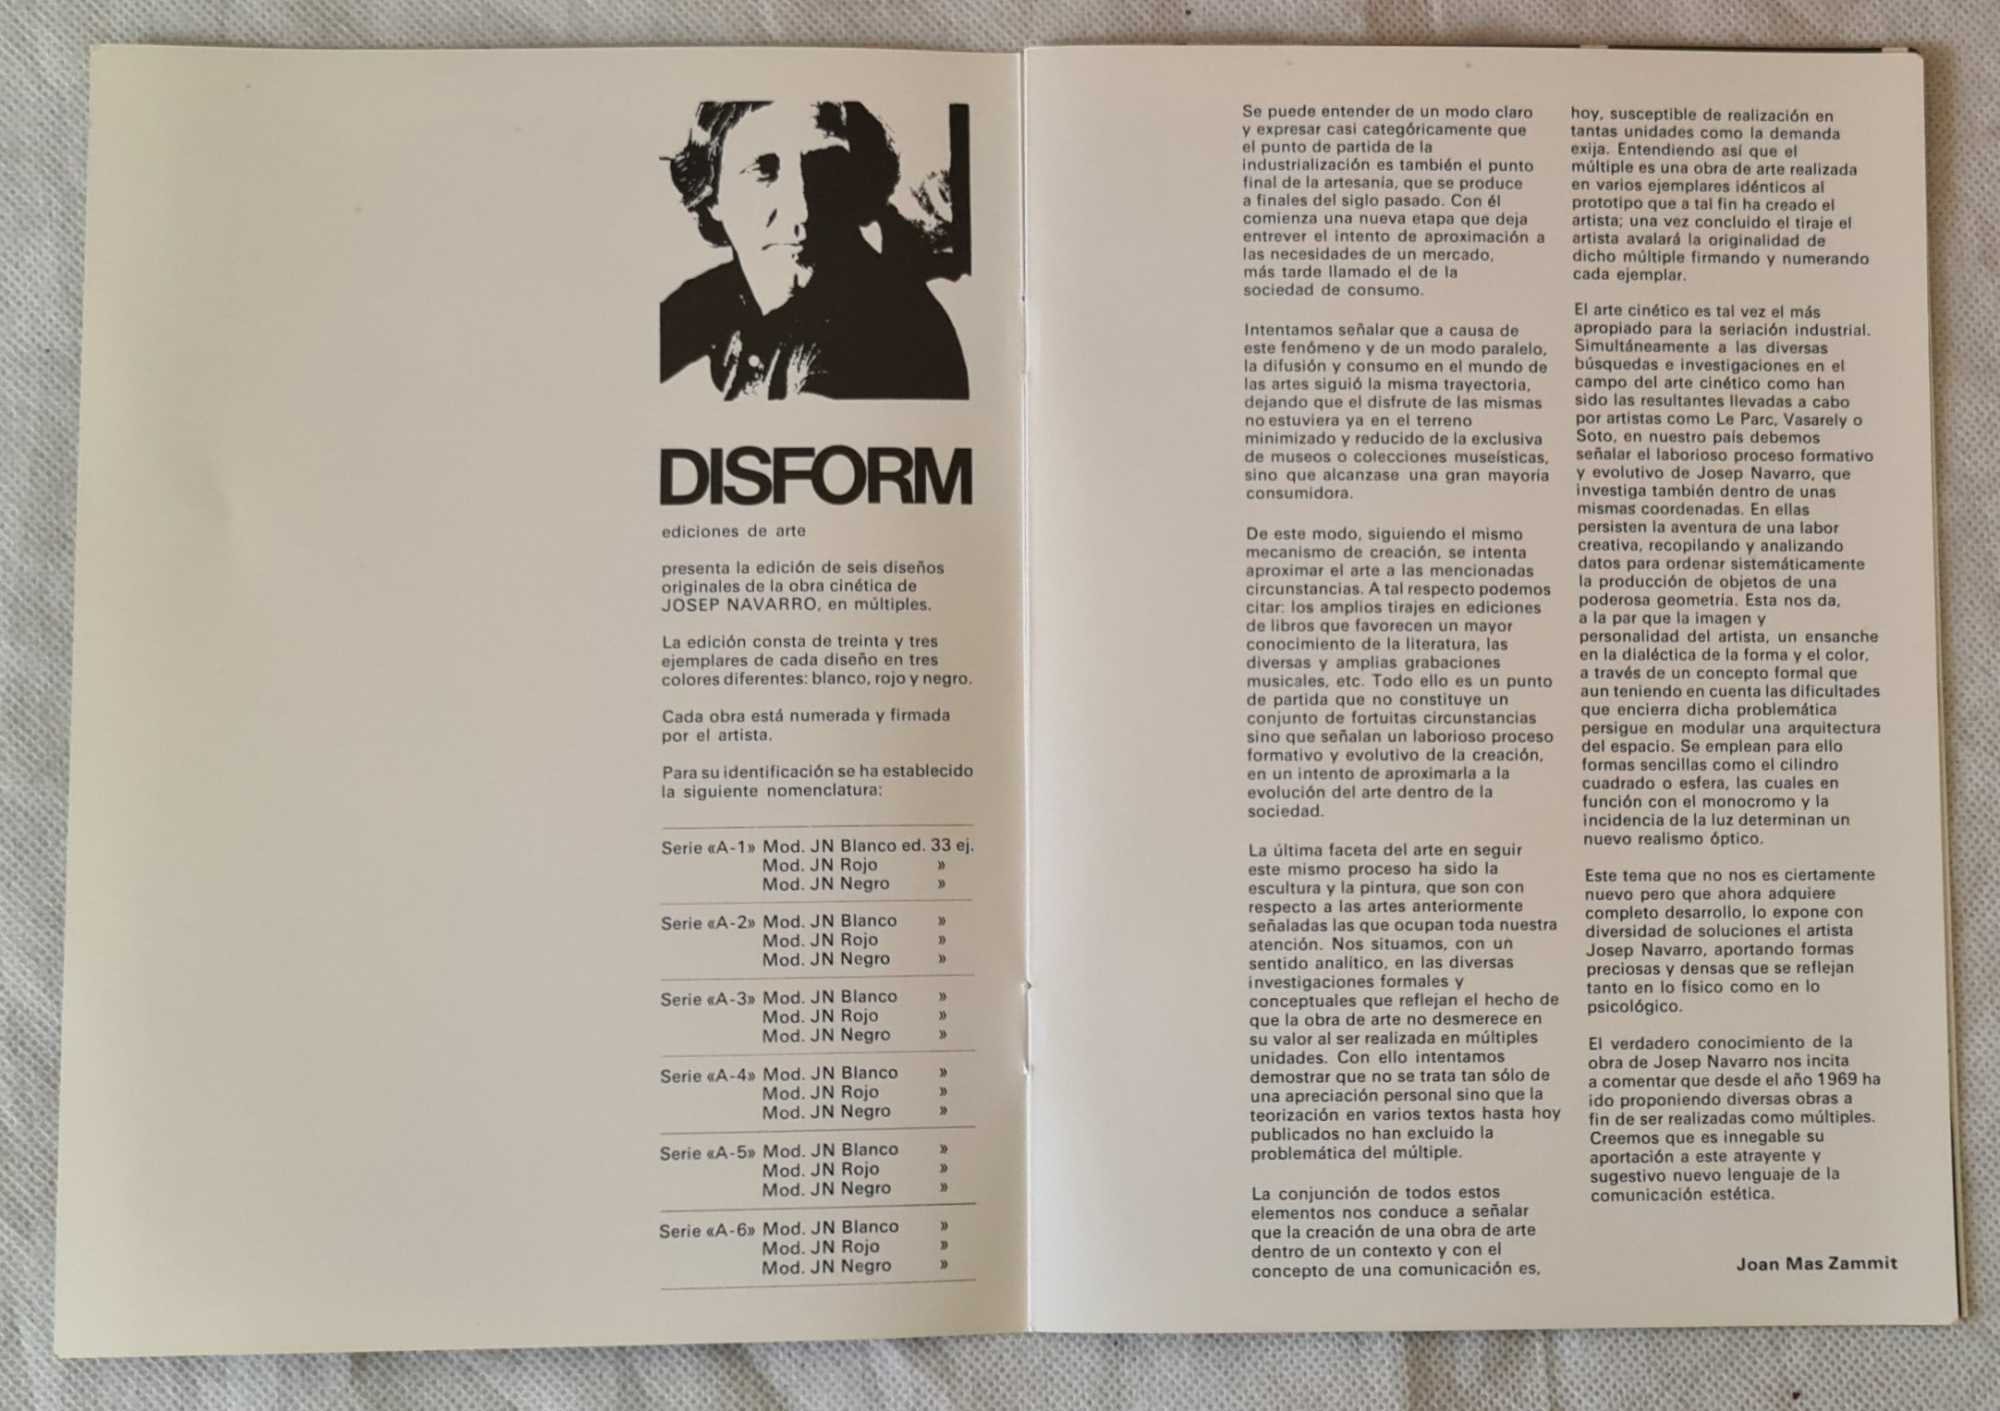 DISFORM
ediciones de arte
presenta la edición de seis diseños
originales de la obra cinética de
JOSEP NAVARRO, en múltiples.
La edición consta de treinta y tres
ejemplares de cada diseño en tres
colores diferentes: blanco, rojo y negro.
Cada obra está numerada y firmada
por el artista.
Para su identificación se ha establecido
la siguiente nomenclatura:
Serie «A-1» Mod. JN Blanco ed. 33 ej.
Mod. JN Rojo »
Mod. JN Negro »
Serie «A-2» Mod. JN Blanco »
Mod. JN Rojo »
Mod. JN Negro »
Serie «A-3» Mod. JN Blanco »
Mod. JN Rojo »
Mod. JN Negro »
Serie «A-4» Mod. JN Blanco »
Mod. JN Rojo »
Mod. JN Negro »
Serie «A-5» Mod. JN Blanco »
Mod. JN Rojo »
Mod. JN Negro »
Serie «A-6» Mod. JN Blanco »
Mod. JN Rojo »
Mod. JN Negro »
Se puede entender de un modo claro
y expresar casi categóricamente que
el punto de partida de la
industrialización es también el punto
final de la artesanía, que se produce
a finales del siglo pasado. Con él
comienza una nueva etapa que deja
entrever el intento de aproximación a
las necesidades de un mercado,
más tarde llamado el de la
sociedad de consumo.
Intentamos señalar que a causa de
este fenómeno y de un modo paralelo,
la difusión y consumo en el mundo de
las artes siguió la misma trayectoria,
dejando que el disfrute de las mismas
no estuviera ya en el terreno
minimizado y reducido de la exclusiva
de museos o colecciones museísticas,
sino que alcanzase una gran mayoría
consumidora.
De este modo, siguiendo el mismo
mecanismo de creación, se intenta
aproximar el arte a las mencionadas
circunstancias. A tal respecto podemos
citar: los amplios tirajes en ediciones
de libros que favorecen un mayor
conocimiento de la literatura, las
diversas y amplias grabaciones
musicales, etc. Todo ello es un punto
de partida que no constituye un
conjunto de fortuitas circunstancias
sino que señalan un laborioso proceso
formativo y evolutivo de la creación,
en un intento de aproximarla a la
evolución del arte dentro de la
sociedad.
La última faceta del arte en seguir
este mismo proceso ha sido la
escultura y la pintura, que son con
respecto a las artes anteriormente
señaladas las que ocupan toda nuestra
atención. Nos situamos, con un
sentido analítico, en las diversas
investigaciones formales y
conceptuales que reflejan el hecho de
que la obra de arte no desmerece en
su valor al ser realizada en múltiples
unidades. Con ello intentamos
demostrar que no se trata tan sólo de
una apreciación personal sino que la
teorización en varios textos hasta hoy
publicados no han excluido la
problemática del múltiple.
La conjunción de todos estos
elementos nos conduce a señalar
que la creación de una obra de arte
dentro de un contexto y con el
concepto de una comunicación es,
hoy, susceptible de realización en
tantas unidades como la demanda
exija. Entendiendo así que el
múltiple es una obra de arte realizada
en varios ejemplares idénticos al
prototipo que a tal fin ha creado el
artista; una vez concluido el tiraje el
artista avalará la originalidad de
dicho múltiple firmando y numerando
cada ejemplar.
El arte cinético es tal vez el más
apropiado para la seriación industrial.
Simultáneamente a las diversas
búsquedas e investigaciones en el
campo del arte cinético como han
sido las resultantes llevadas a cabo
por artistas como Le Parc, Vasarely o
Soto, en nuestro país debemos
señalar el laborioso proceso formativo
y evolutivo de Josep Navarro, que
investiga también dentro de unas
mismas coordenadas. En ellas
persisten la aventura de una labor
creativa, recopilando y analizando
datos para ordenar sistemáticamente
la producción de objetos de una
poderosa geometría. Esta nos da,
a la par que la imagen y
personalidad del artista, un ensanche
en la dialéctica de la forma y el color,
a través de un concepto formal que
aun teniendo en cuenta las dificultades
que encierra dicha problemática
persigue en modular una arquitectura
del espacio. Se emplean para ello
formas sencillas como el cilindro
cuadrado o esfera, las cuales en
función con el monocromo y la
incidencia de la luz determinan un
nuevo realismo óptico.
Este tema que no nos es ciertamente
nuevo pero que ahora adquiere
completo desarrollo, lo expone con
diversidad de soluciones el artista
Josep Navarro, aportando formas
preciosas y densas que se reflejan
tanto en lo físico como en lo
psicológico.
El verdadero conocimiento de la
obra de Josep Navarro nos incita
a comentar que desde el año 1969 ha
ido proponiendo diversas obras a
fin de ser realizadas como múltiples.
Creemos que es innegable su
aportación a este atrayente y
sugestivo nuevo lenguaje de la
comunicación estética.
Joan Mas Zammit